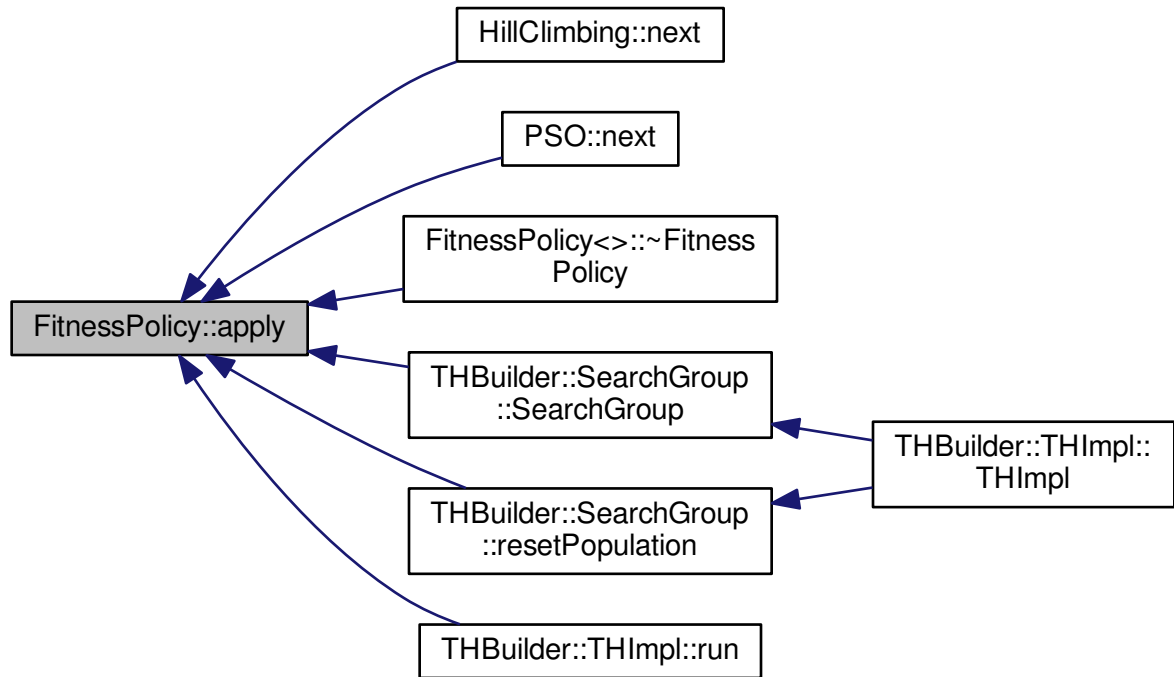 HillClimbing::next
PSO::next
FitnessPolicy<>::~Fitness
Policy
FitnessPolicy::apply
THBuilder::SearchGroup
::SearchGroup
THBuilder::THImpl::
THImpl
THBuilder::SearchGroup
::resetPopulation
THBuilder::THImpl::run